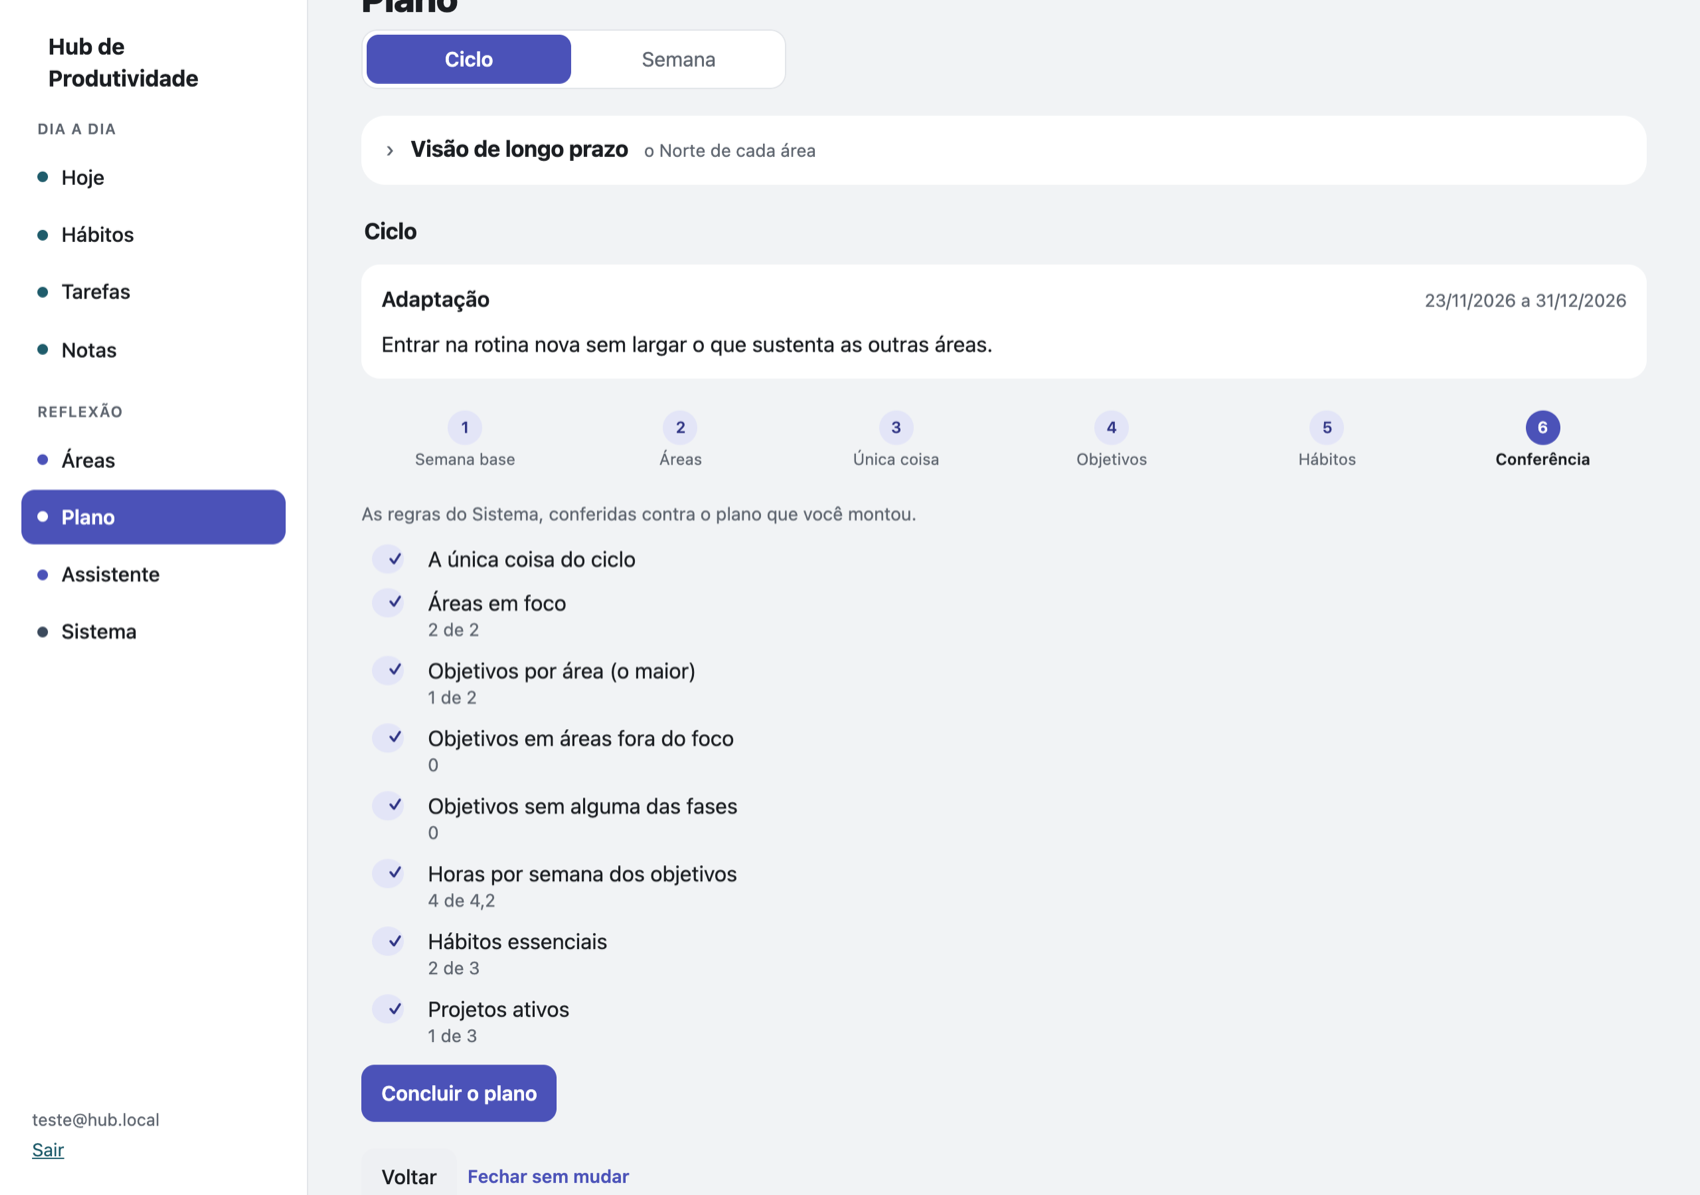 Hub de
Produtividade
DIA A DIA
Hoje
Hábitos
Tarefas
Notas
REFLEXÃO
Áreas
Plano
Assistente
Sistema
teste@hub.local
Sair
Plano
Ciclo
Semana
Visão de longo prazo o Norte de cada área
Ciclo
Adaptação
23/11/2026 a 31/12/2026
Entrar na rotina nova sem largar o que sustenta as outras áreas.
1
Semana base
2
Áreas
3
Única coisa
4
Objetivos
5
Hábitos
6
Conferência
As regras do Sistema, conferidas contra o plano que você montou.
A única coisa do ciclo
Áreas em foco
2 de 2
Objetivos por área (o maior)
1 de 2
Objetivos em áreas fora do foco
0
Objetivos sem alguma das fases
0
Horas por semana dos objetivos
4 de 4,2
Hábitos essenciais
2 de 3
Projetos ativos
1 de 3
Concluir o plano
Voltar
Fechar sem mudar